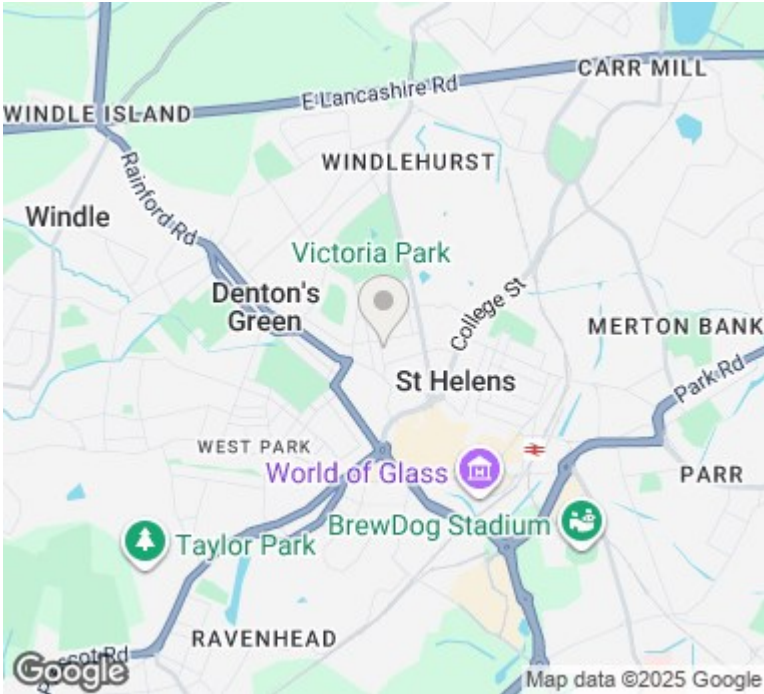 CARR MILL
E Lancashire Rd
WINDLE ISLAND
WINDLEHURST
Rainford Rd
Windle
Victoria Park
Denton's
Green
College St
MERTON BANK
St Helens
Park Rd
WEST PARK
World of Glass
PARR
BrewDog Stadium
Taylor Park
RAVENHEAD
Prescot Rd
Google
Map data ©2025 Google